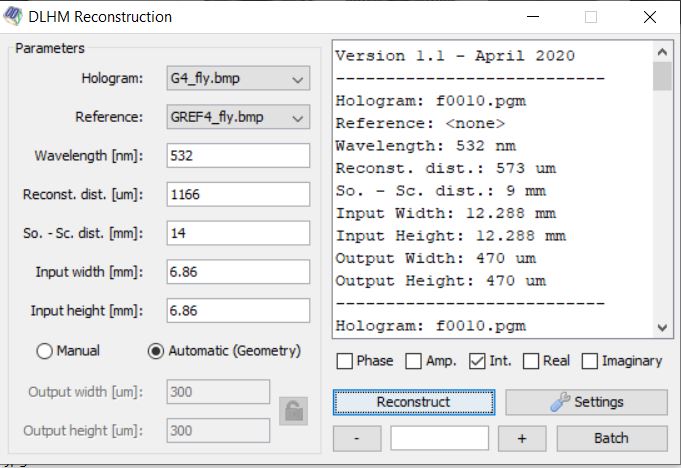 DLHM Reconstruction
Parameters
Hologram: G4_fly.bmp
Reference: GREF4_fly.bmp
Wavelength [nm]: 532
Reconst. dist. [um]: 1166
So. - Sc. dist. [mm]: 14
Input width [mm]: 6.86
Input height [mm]: 6.86
Manual Automatic (Geometry)
Output width [um]: 300
Output height [um]: 300
Version 1.1 - April 2020
---------------------------
Hologram: f0010.pgm
Reference: <none>
Wavelength: 532 nm
Reconst. dist.: 573 um
So. - Sc. dist.: 9 mm
Input Width: 12.288 mm
Input Height: 12.288 mm
Output Width: 470 um
Output Height: 470 um
---------------------------
Hologram: f0010.pgm
Phase Amp. Int. Real Imaginary
Reconstruct Settings
- + Batch